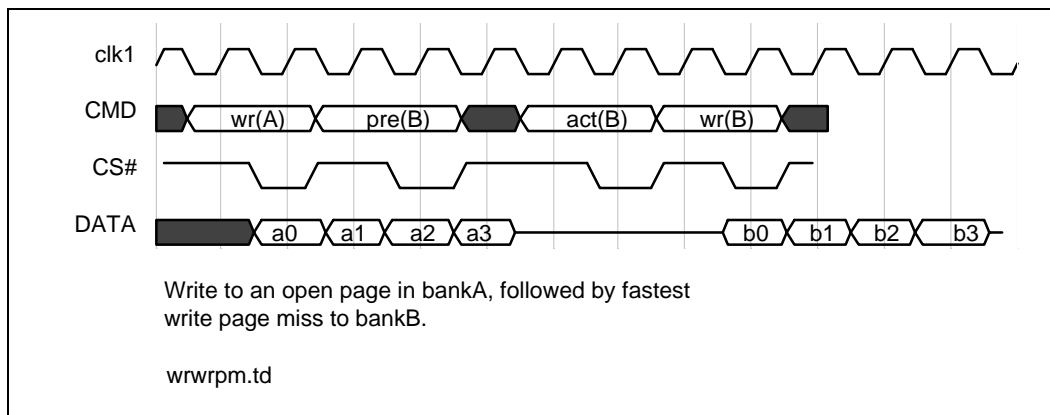 clk1
CMD wr(A) pre(B) act(B) wr(B)
CS#
DATA a0 a1 a2 a3 b0 b1 b2 b3
Write to an open page in bankA, followed by fastest
write page miss to bankB.
wrwrpm.td